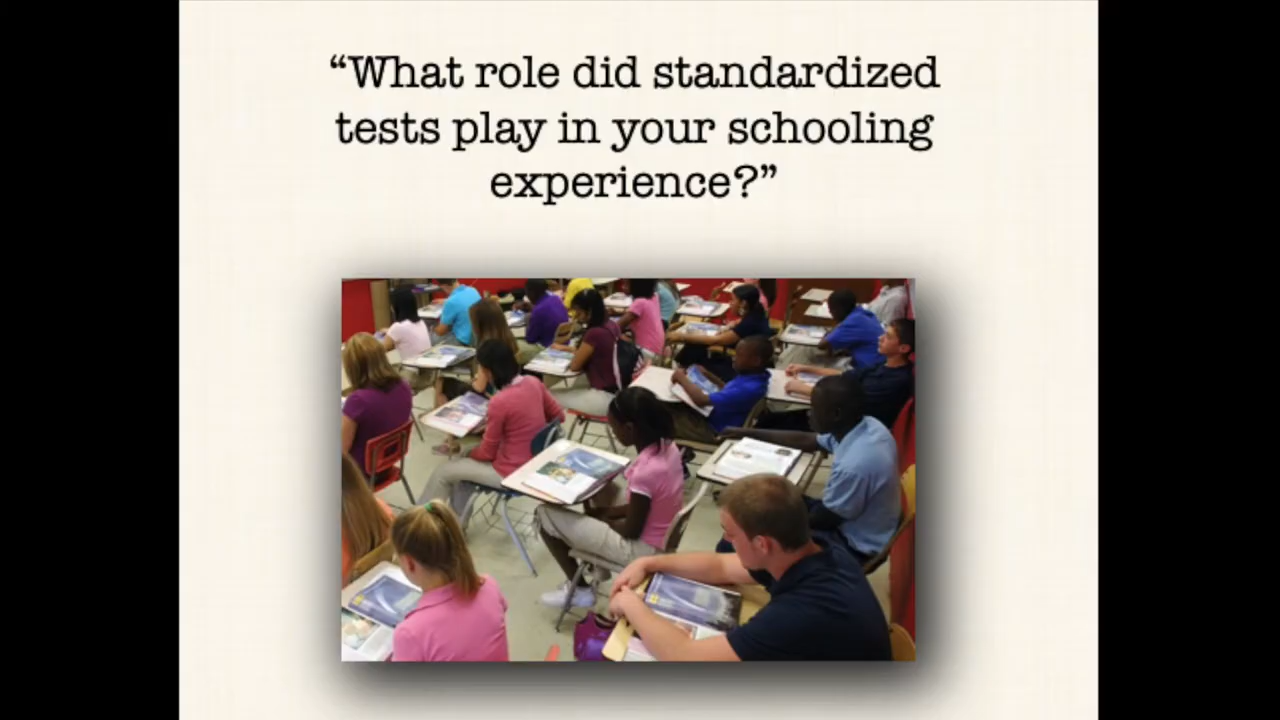 “What role did standardized
tests play in your schooling
experience?”